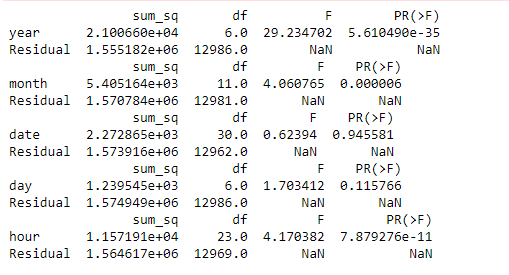 sum_sq df F PR(>F)
year 2.100660e+04 6.0 29.234702 5.610490e-35
Residual 1.555182e+06 12986.0 NaN NaN
sum_sq df F PR(>F)
month 5.405164e+03 11.0 4.060765 0.000006
Residual 1.570784e+06 12981.0 NaN NaN
sum_sq df F PR(>F)
date 2.272865e+03 30.0 0.62394 0.945581
Residual 1.573916e+06 12962.0 NaN NaN
sum_sq df F PR(>F)
day 1.239545e+03 6.0 1.703412 0.115766
Residual 1.574949e+06 12986.0 NaN NaN
sum_sq df F PR(>F)
hour 1.157191e+04 23.0 4.170382 7.879276e-11
Residual 1.564617e+06 12969.0 NaN NaN